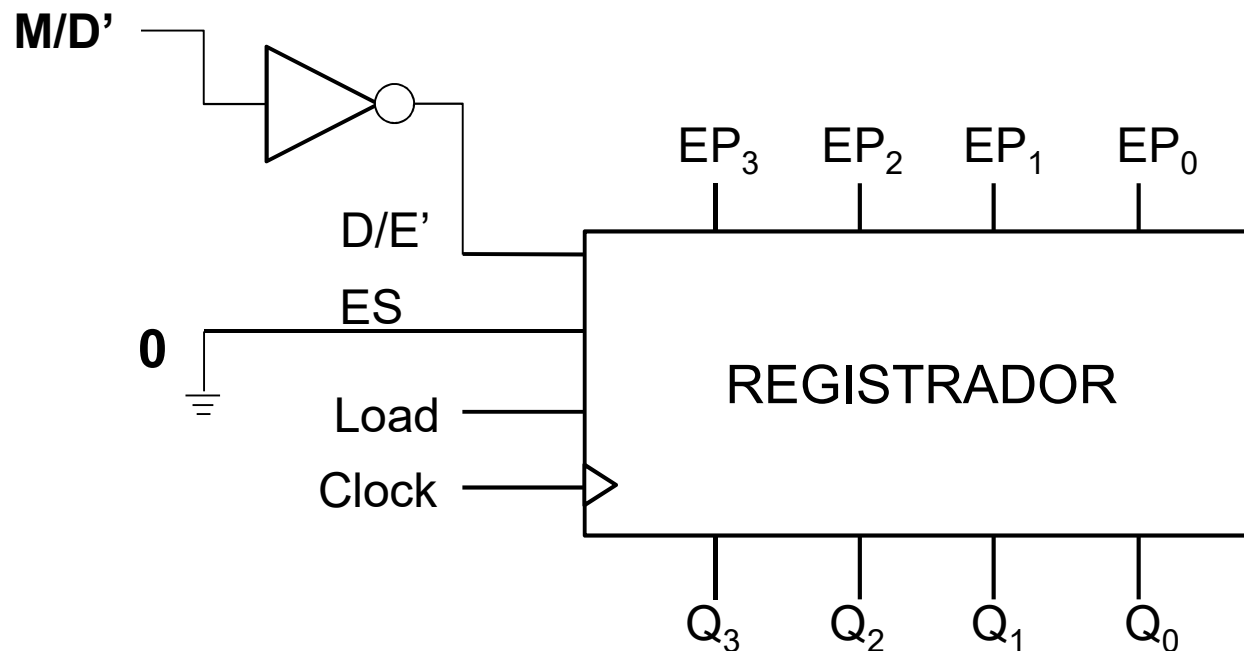 M/D’
EP₃ EP₂ EP₁ EP₀
D/E’
ES
0
REGISTRADOR
Load
Clock
Q₃ Q₂ Q₁ Q₀